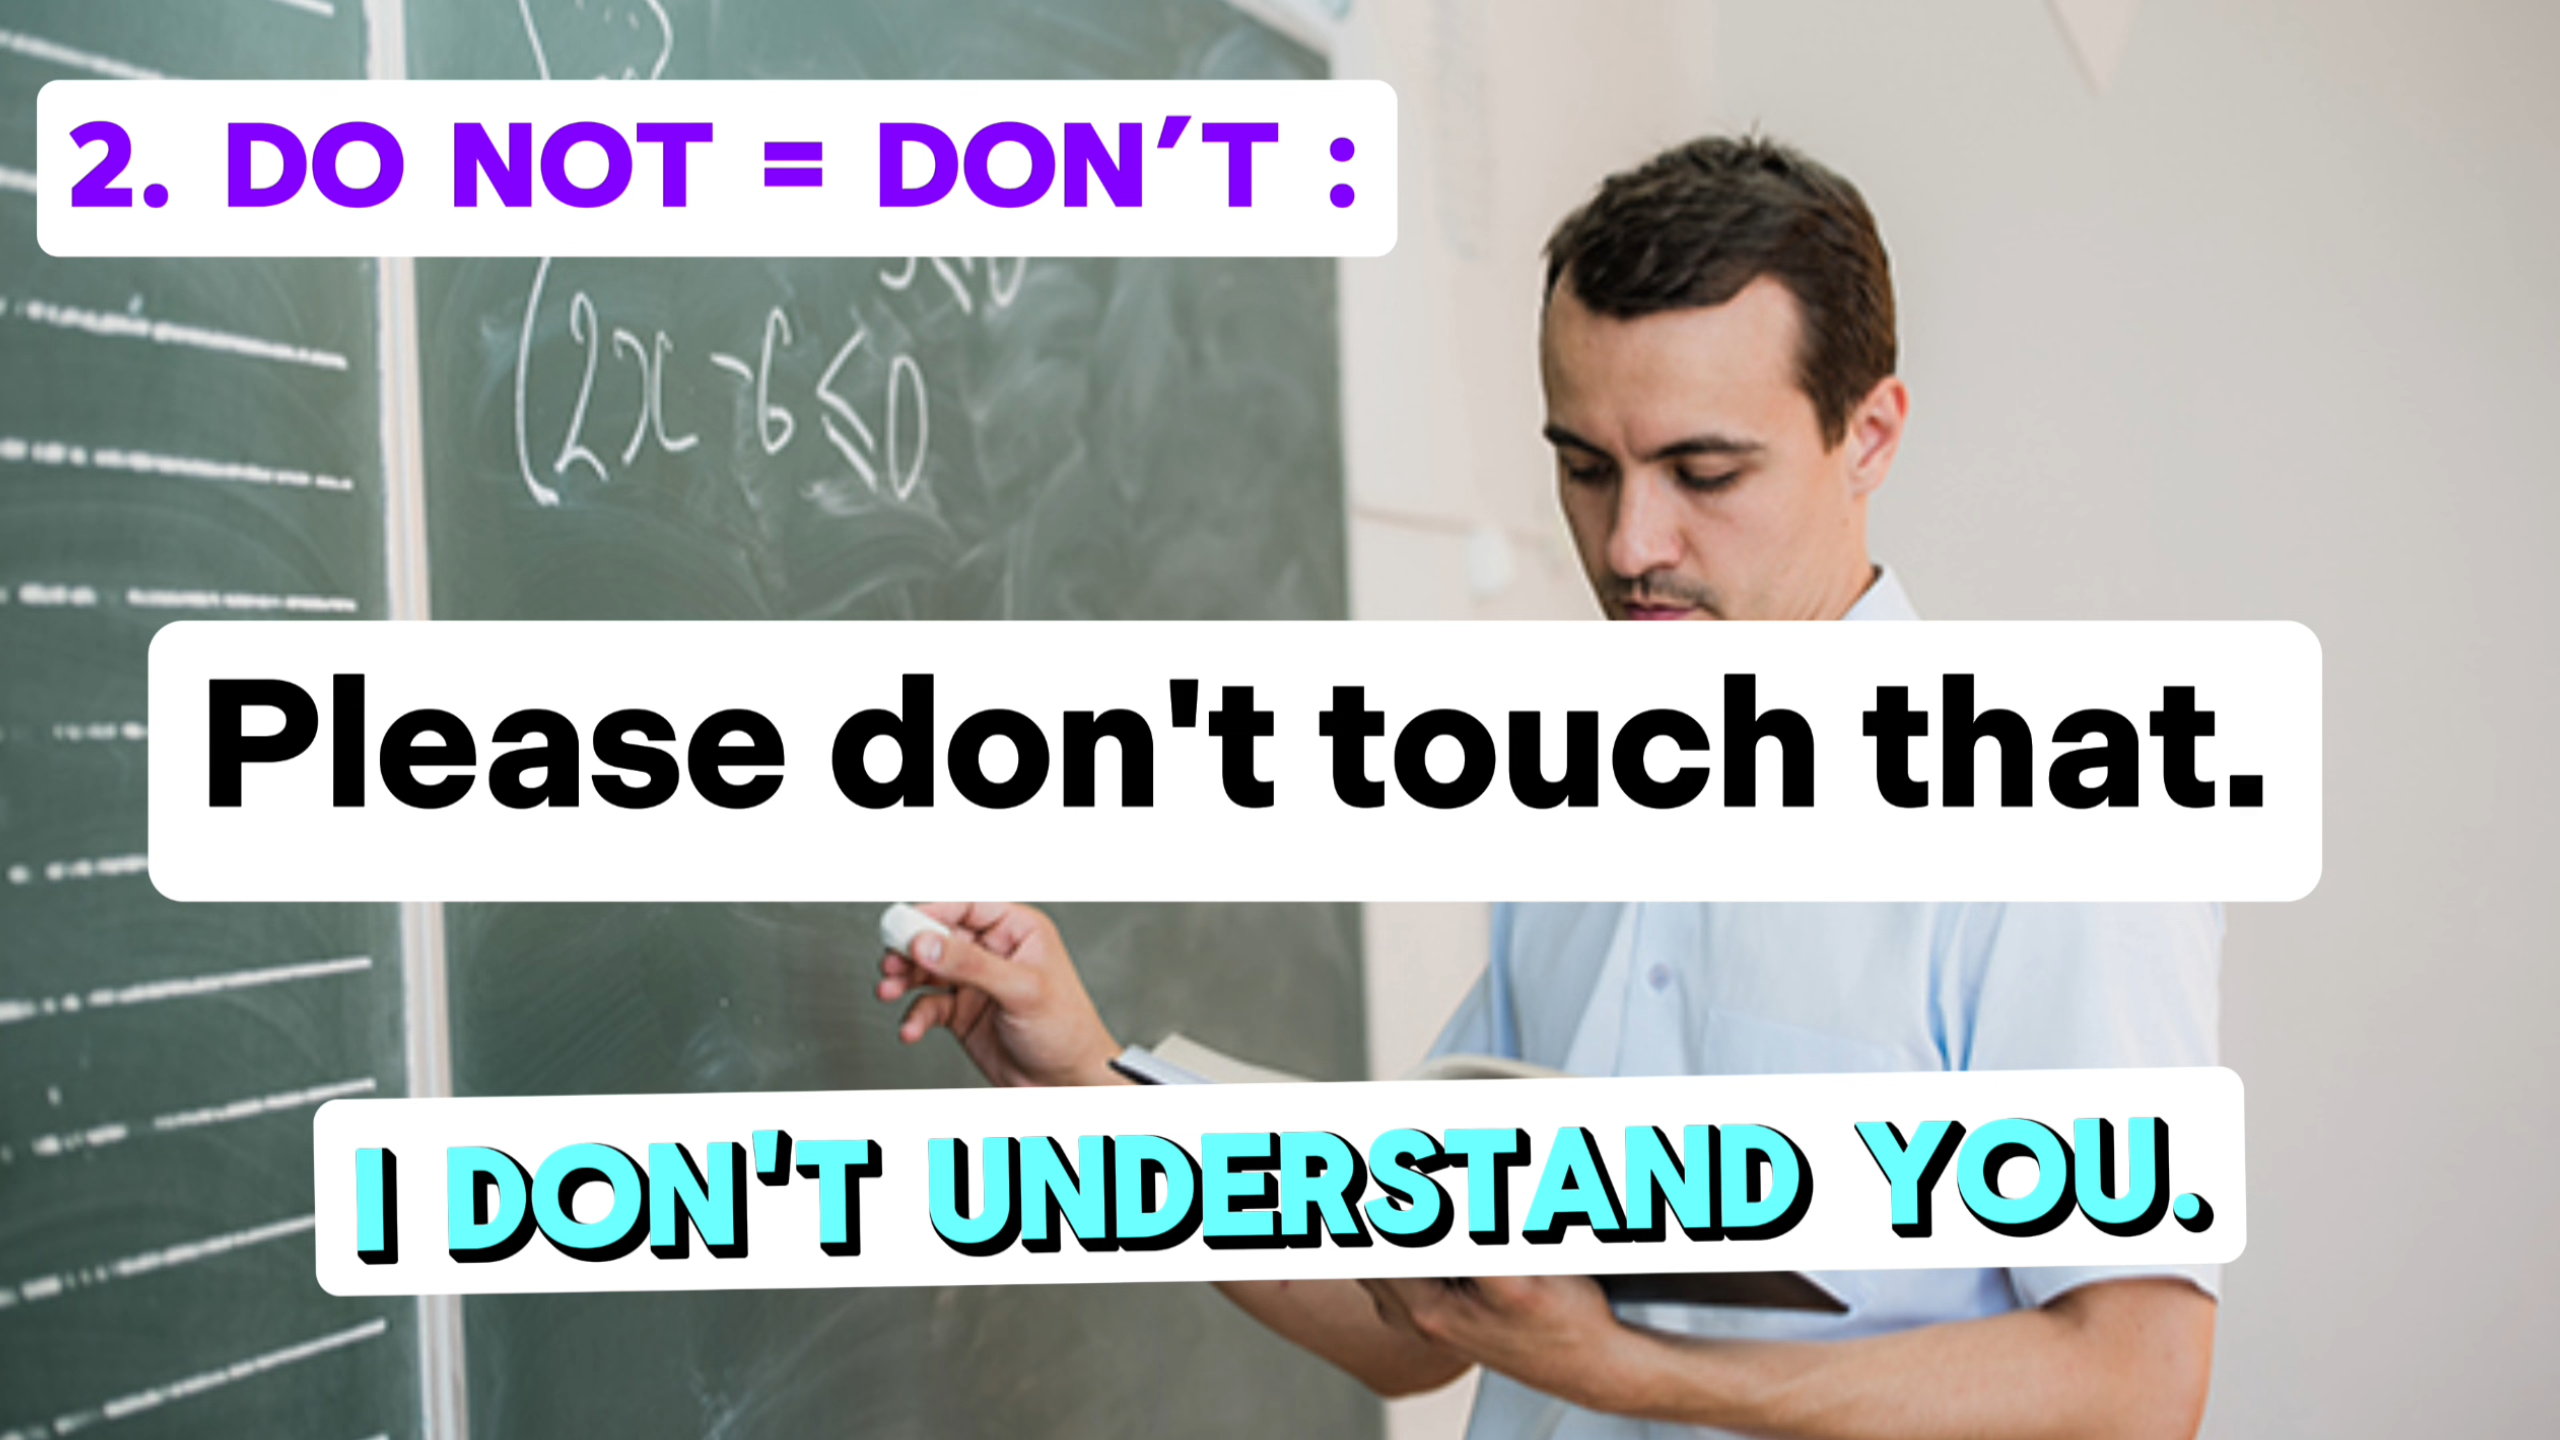 2. DO NOT = DON’T :
(2x - 6 ≤ 0
Please don't touch that.
I DON'T UNDERSTAND YOU.